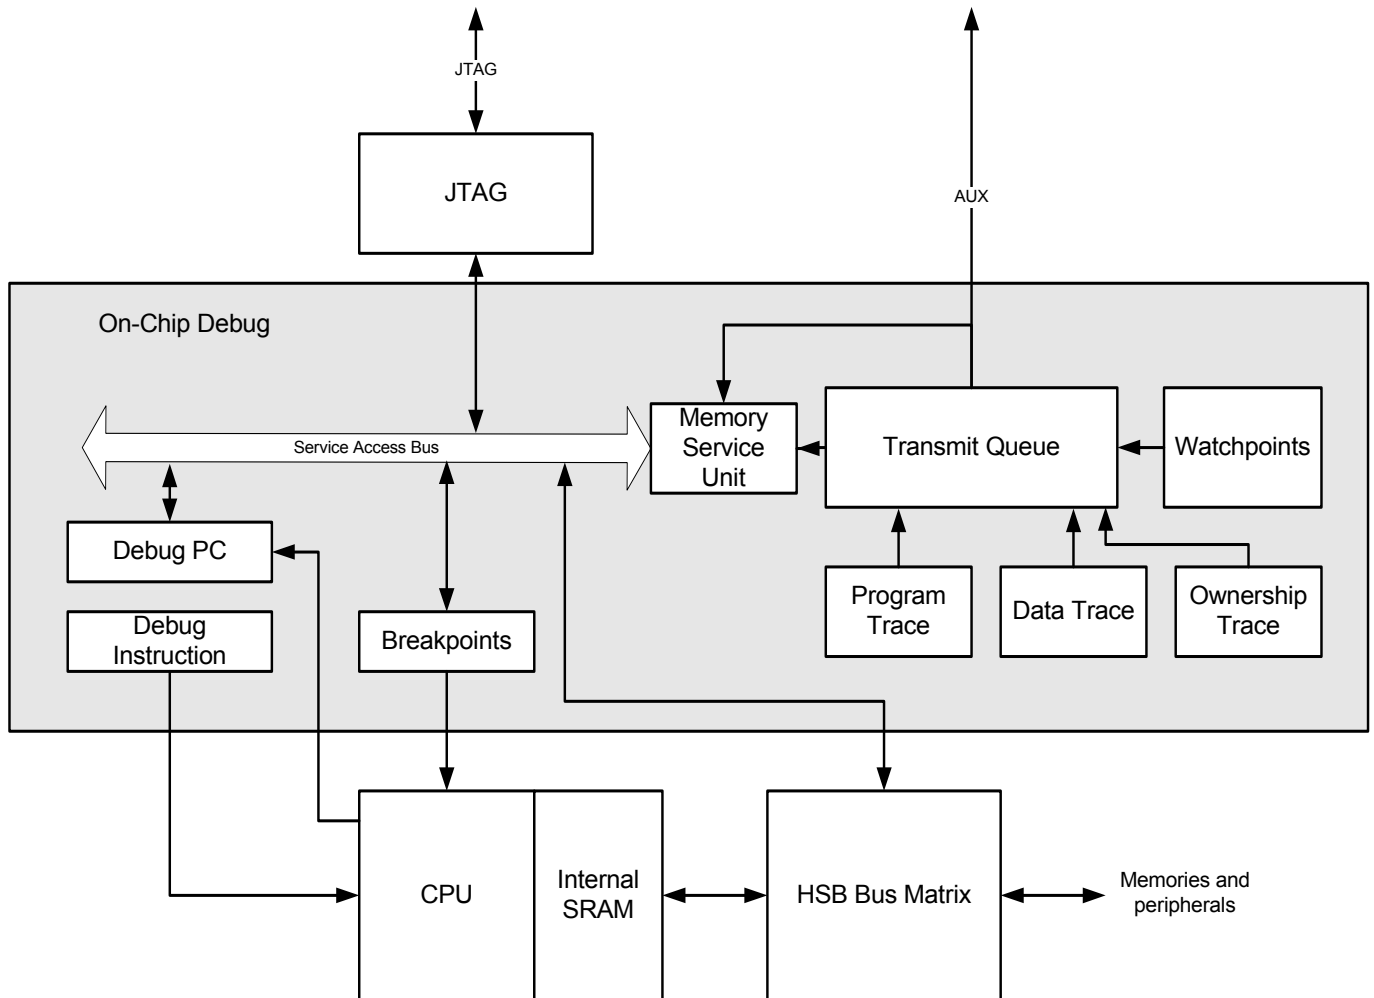 JTAG
JTAG
AUX
On-Chip Debug
Service Access Bus
Memory
Service
Unit
Transmit Queue
Watchpoints
Debug PC
Debug
Instruction
Breakpoints
Program
Trace
Data Trace
Ownership
Trace
CPU
Internal
SRAM
HSB Bus Matrix
Memories and
peripherals